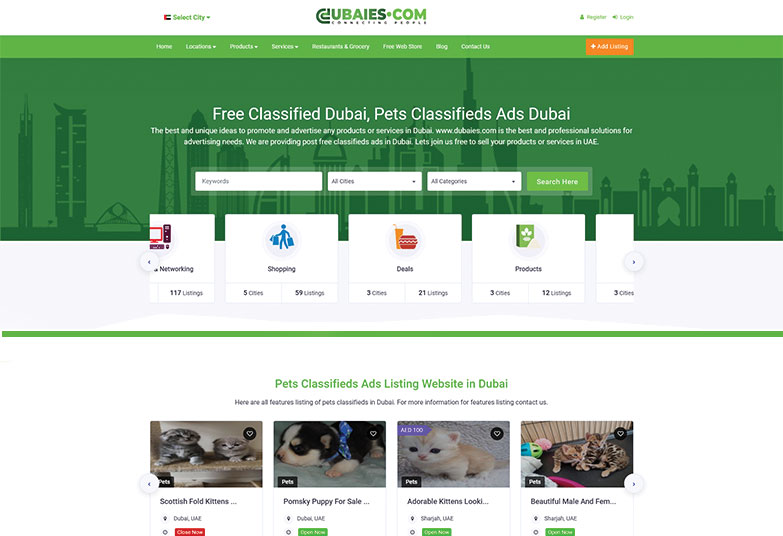 Select City
DUBAIES.COM
CONNECTING PEOPLE
Register
Login
Home
Locations
Products
Services
Restaurants & Grocery
Free Web Store
Blog
Contact Us
+ Add Listing
Free Classified Dubai, Pets Classifieds Ads Dubai
The best and unique ideas to promote and advertise any products or services in Dubai. www.dubaies.com is the best and professional solutions for
advertising needs. We are providing post free classifieds ads in Dubai. Lets join us free to sell your products or services in UAE.
Keywords
All Cities
All Categories
Search Here
Networking
Shopping
Deals
Products
117 Listings
5 Cities
59 Listings
3 Cities
21 Listings
3 Cities
12 Listings
3 Cities
Pets Classifieds Ads Listing Website in Dubai
Here are all features listing of pets classifieds in Dubai. For more information for features listing contact us.
AED 100
Pets
Pets
Pets
Pets
Scottish Fold Kittens ...
Pomsky Puppy For Sale ...
Adorable Kittens Looki...
Beautiful Male And Fem...
Dubai, UAE
Dubai, UAE
Sharjah, UAE
Sharjah, UAE
Close Now
Open Now
Open Now
Open Now